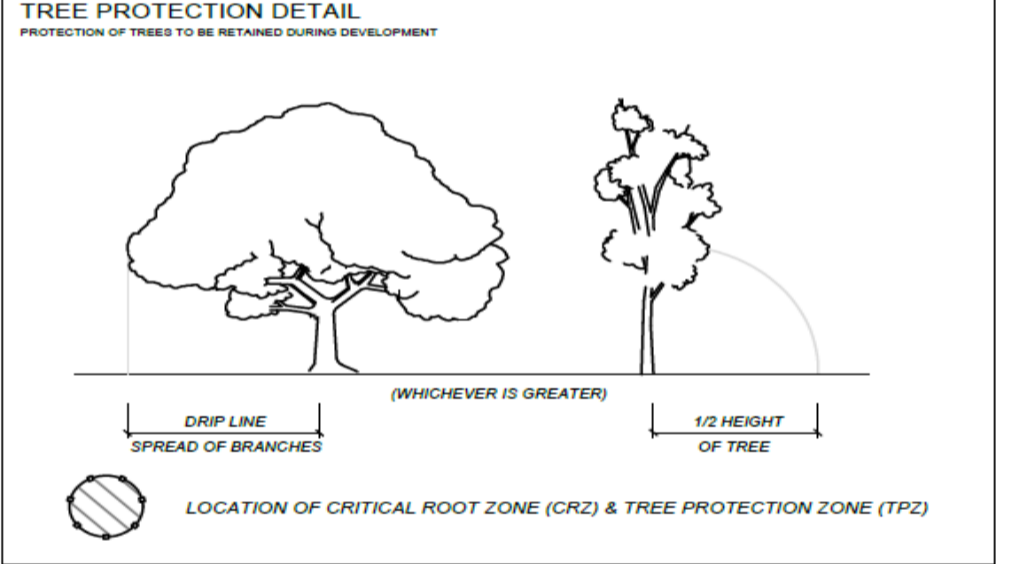 TREE PROTECTION DETAIL
PROTECTION OF TREES TO BE RETAINED DURING DEVELOPMENT
(WHICHEVER IS GREATER)
DRIP LINE
SPREAD OF BRANCHES
1/2 HEIGHT
OF TREE
LOCATION OF CRITICAL ROOT ZONE (CRZ) & TREE PROTECTION ZONE (TPZ)